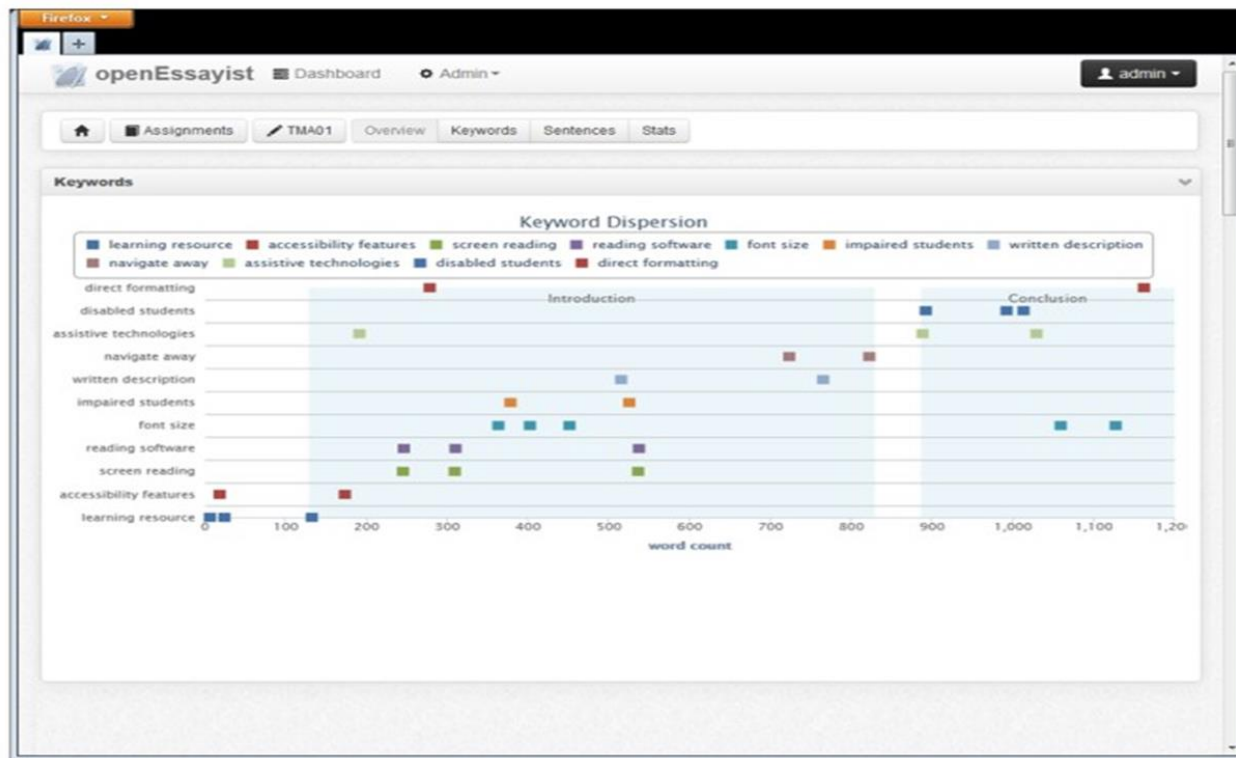 Firefox
openEssayist Dashboard Admin admin
Assignments TMA01 Overview Keywords Sentences Stats
Keywords
Keyword Dispersion
learning resource accessibility features screen reading reading software font size impaired students written description
navigate away assistive technologies disabled students direct formatting
direct formatting
Introduction Conclusion
disabled students
assistive technologies
navigate away
written description
impaired students
font size
reading software
screen reading
accessibility features
learning resource
0 100 200 300 400 500 600 700 800 900 1,000 1,100 1,20
word count